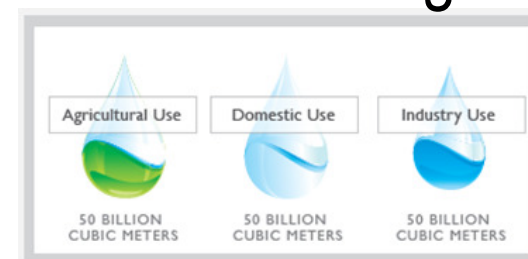 Agricultural Use
Domestic Use
Industry Use
50 BILLION
CUBIC METERS
50 BILLION
CUBIC METERS
50 BILLION
CUBIC METERS